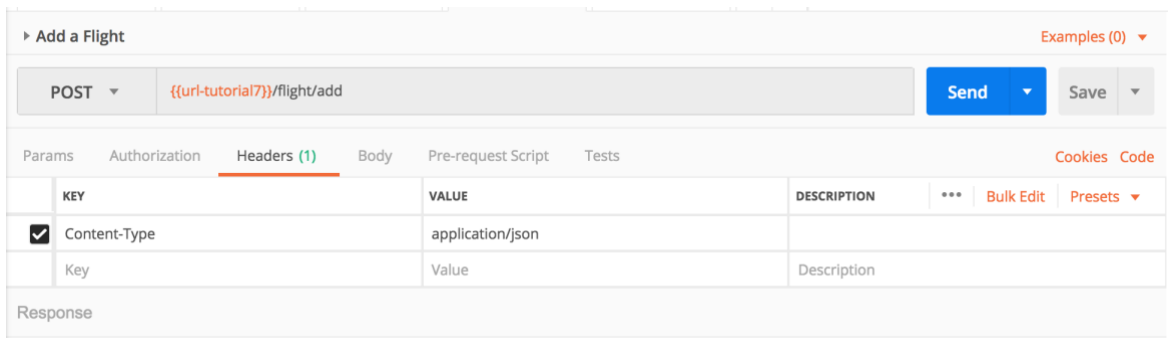 Add a Flight Examples (0)
POST {{url-tutorial7}}/flight/add Send Save
Params Authorization Headers (1) Body Pre-request Script Tests Cookies Code
KEY VALUE DESCRIPTION ••• Bulk Edit Presets
Content-Type application/json
Key Value Description
Response